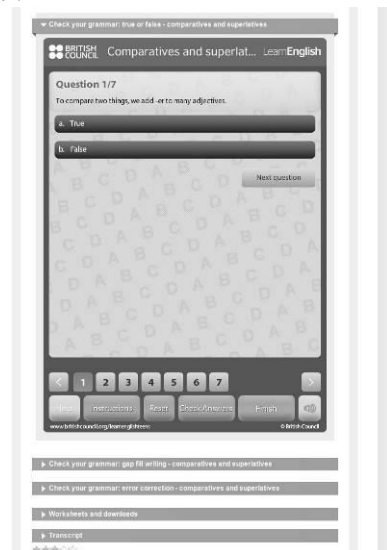 Check your grammar: true or false - comparatives and superlatives
BRITISH COUNCIL Comparatives and superlat... LearnEnglish
Question 1/7
To compare two things, we add -er to many adjectives.
a. True
b. False
Next question
1 2 3 4 5 6 7
Instructions Reset Check Answers Finish
www.britishcouncil.org/learnenglishteens © British Council
Check your grammar: gap fill writing - comparatives and superlatives
Check your grammar: error correction - comparatives and superlatives
Worksheets and downloads
Transcript